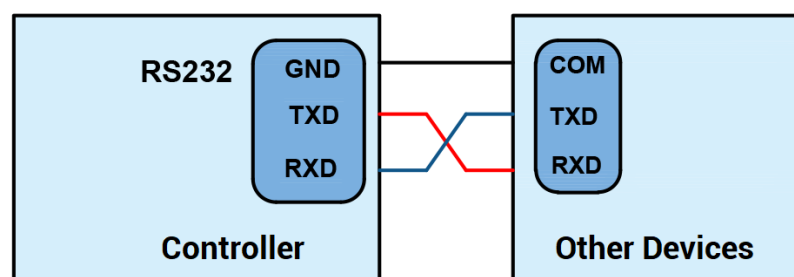 RS232
GND
TXD
RXD
Controller
COM
TXD
RXD
Other Devices